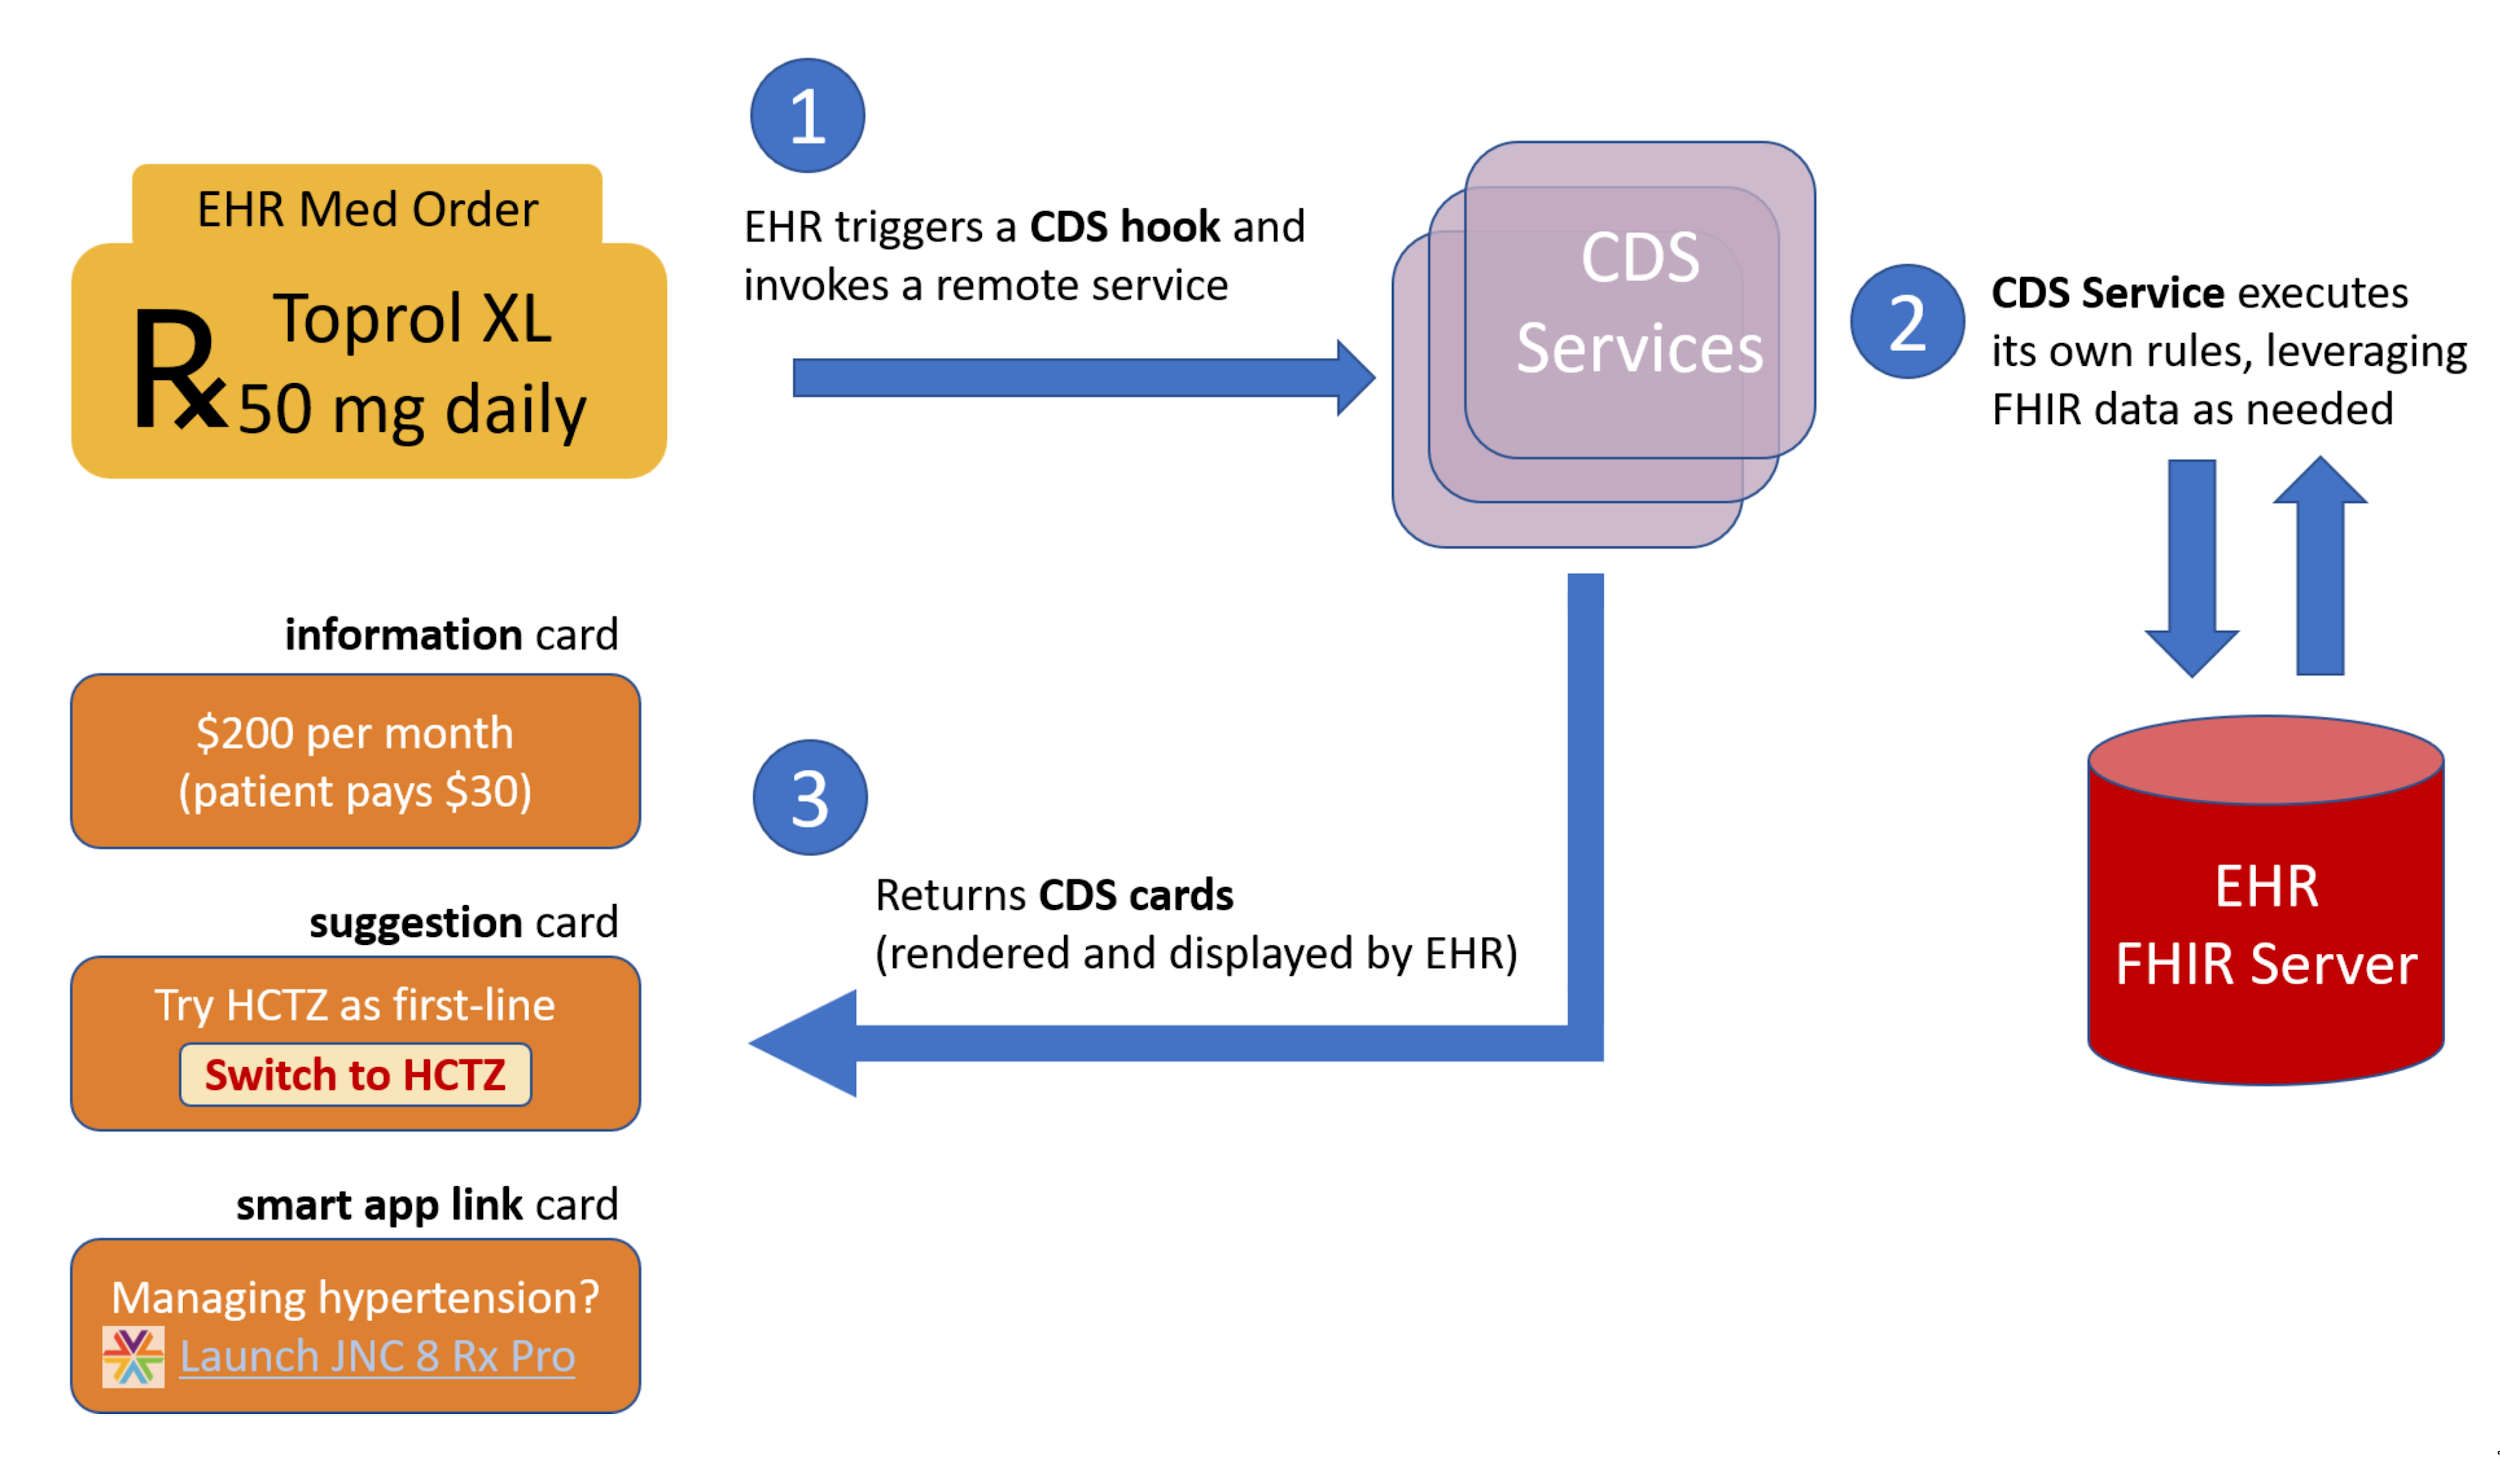 EHR Med Order
Rx
Toprol XL
50 mg daily
1
EHR triggers a CDS hook and
invokes a remote service
CDS
Services
2
CDS Service executes
its own rules, leveraging
FHIR data as needed
EHR
FHIR Server
3
Returns CDS cards
(rendered and displayed by EHR)
information card
$200 per month
(patient pays $30)
suggestion card
Try HCTZ as first-line
Switch to HCTZ
smart app link card
Managing hypertension?
Launch JNC 8 Rx Pro